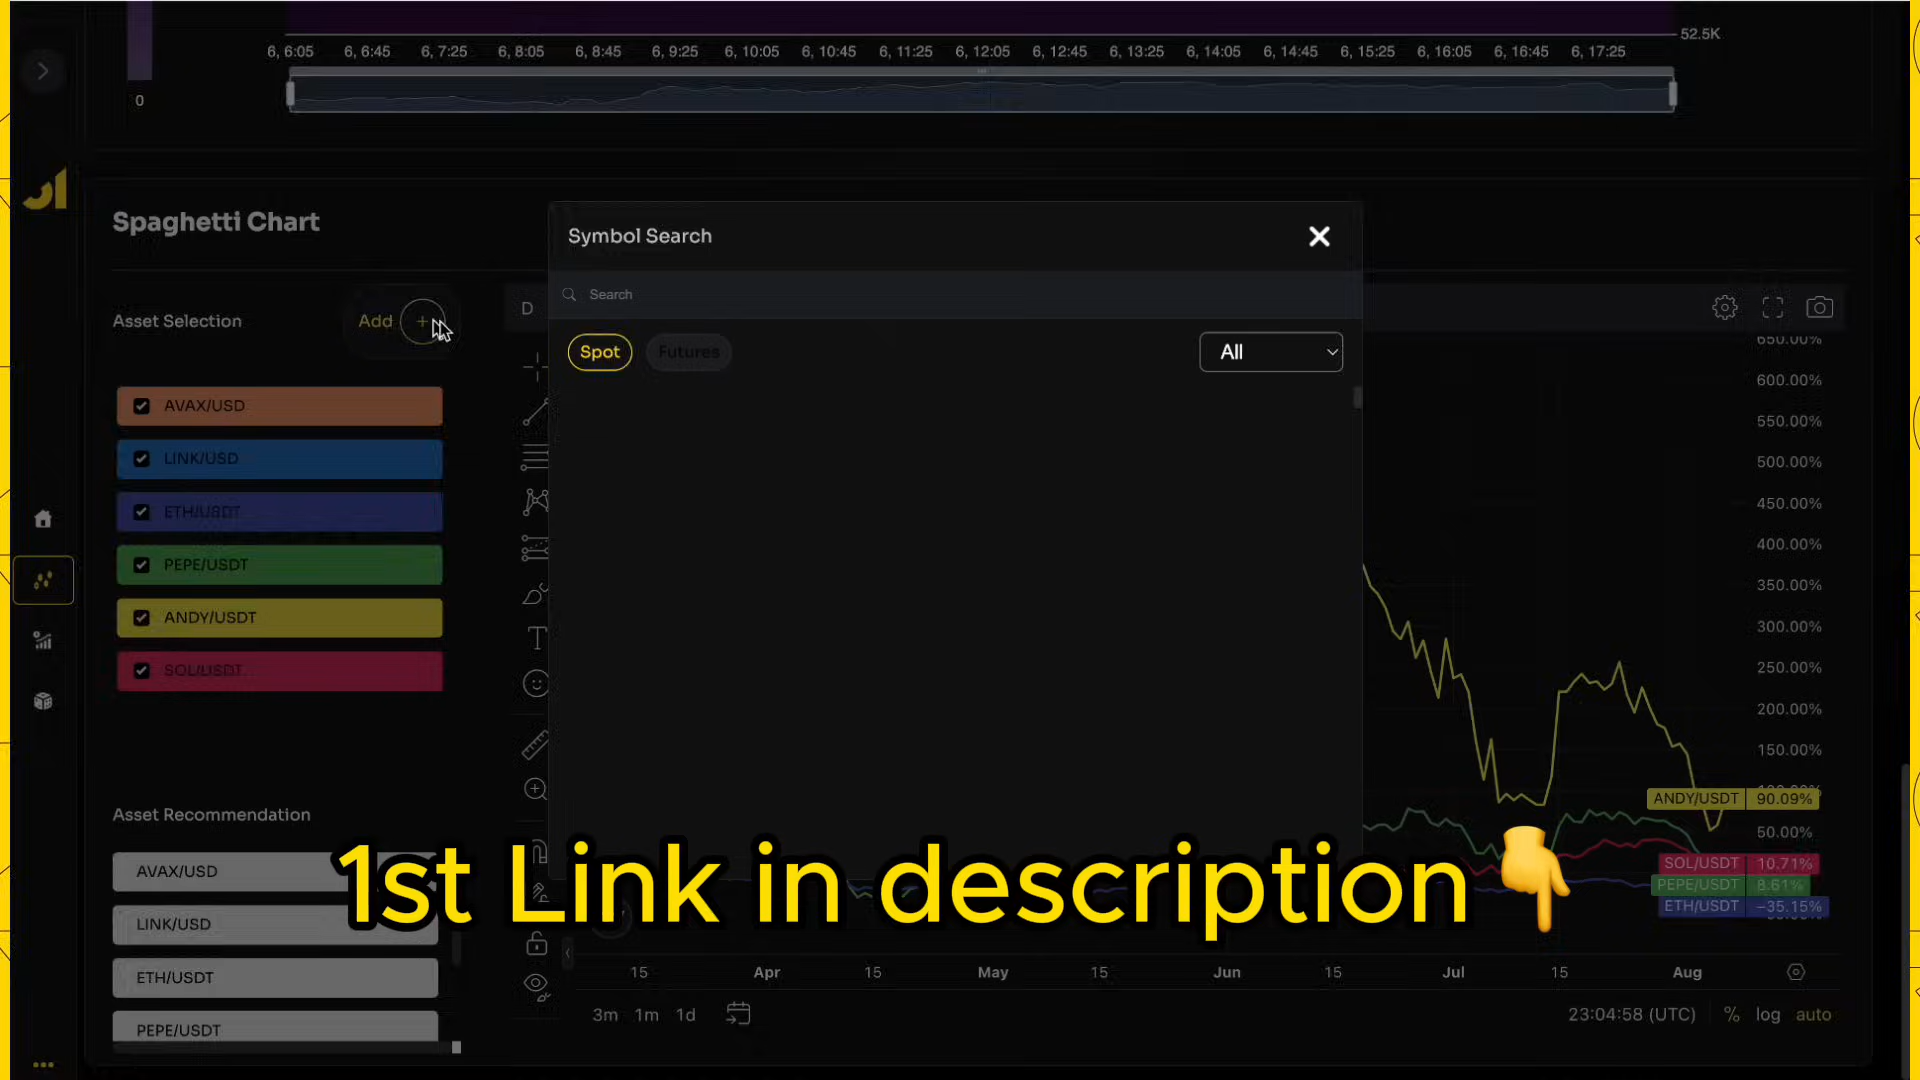 52.5K
6, 6:05 6, 6:45 6, 7:25 6, 8:05 6, 8:45 6, 9:25 6, 10:05 6, 10:45 6, 11:25 6, 12:05 6, 12:45 6, 13:25 6, 14:05 6, 14:45 6, 15:25 6, 16:05 6, 16:45 6, 17:25
0
Spaghetti Chart
Symbol Search
Search
Asset Selection
Add
D
Spot
Futures
All
AVAX/USD
LINK/USD
ETH/USDT
PEPE/USDT
ANDY/USDT
SOL/USDT
650.00%
600.00%
550.00%
500.00%
450.00%
400.00%
350.00%
300.00%
250.00%
200.00%
150.00%
ANDY/USDT 90.09%
50.00%
SOL/USDT 10.71%
PEPE/USDT 8.61%
ETH/USDT −35.15%
Asset Recommendation
AVAX/USD
LINK/USD
ETH/USDT
PEPE/USDT
1st Link in description
15 Apr 15 May 15 Jun 15 Jul 15 Aug
3m 1m 1d
23:04:58 (UTC) % log auto